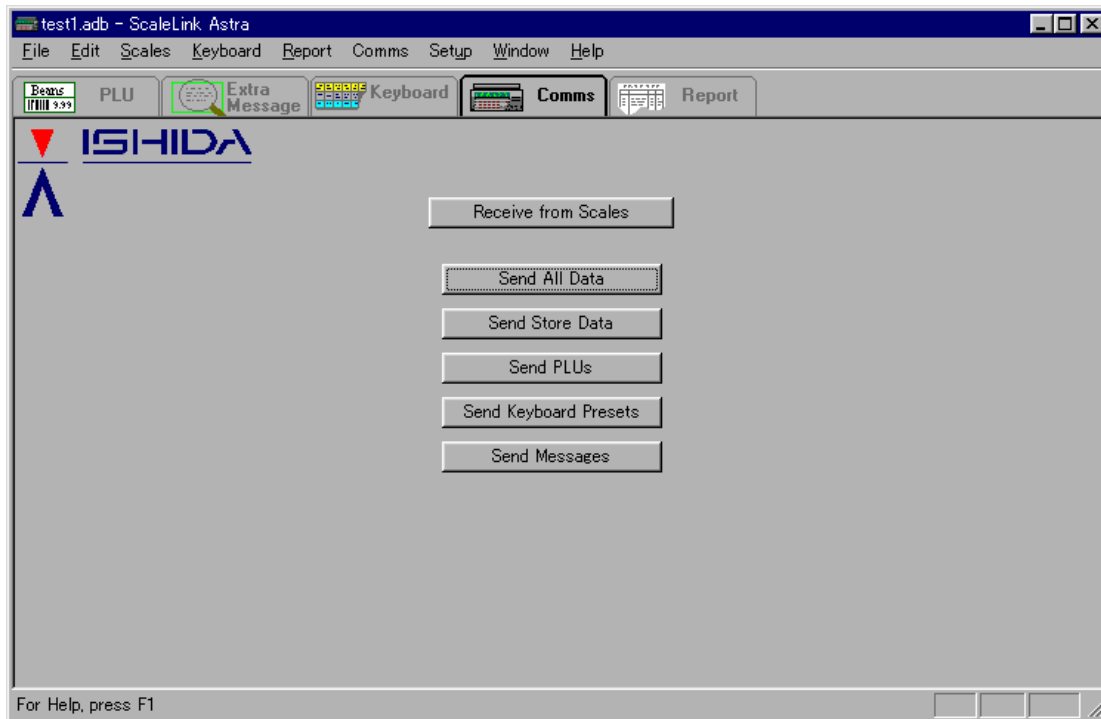 test1.adb - ScaleLink Astra
File Edit Scales Keyboard Report Comms Setup Window Help
Beans 9.99 PLU Extra Message Keyboard Comms Report
ISHIDA
Receive from Scales
Send All Data
Send Store Data
Send PLUs
Send Keyboard Presets
Send Messages
For Help, press F1